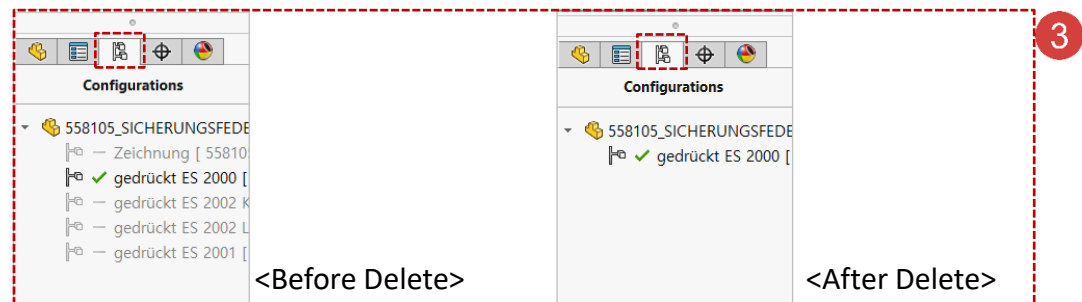 3
Configurations
558105_SICHERUNGSFEDE
Zeichnung [ 55810
gedrückt ES 2000 [
gedrückt ES 2002 K
gedrückt ES 2002 L
gedrückt ES 2001 [
<Before Delete>
Configurations
558105_SICHERUNGSFEDE
gedrückt ES 2000 [
<After Delete>